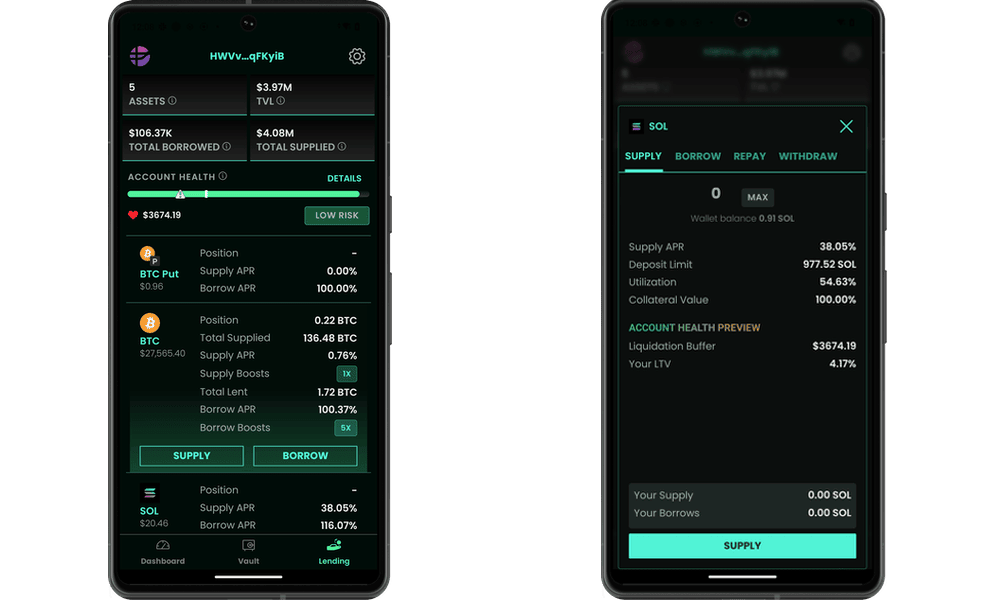 HWVv...qFKyiB
5
ASSETS
$3.97M
TVL
$106.37K
TOTAL BORROWED
$4.08M
TOTAL SUPPLIED
ACCOUNT HEALTH
DETAILS
$3674.19
LOW RISK
P
BTC Put
$0.96
Position –
Supply APR 0.00%
Borrow APR 100.00%
BTC
$27,565.40
Position 0.22 BTC
Total Supplied 136.48 BTC
Supply APR 0.76%
Supply Boosts 1X
Total Lent 1.72 BTC
Borrow APR 100.37%
Borrow Boosts 5X
SUPPLY BORROW
SOL
$20.46
Position –
Supply APR 38.05%
Borrow APR 116.07%
Dashboard Vault Lending
SOL
SUPPLY BORROW REPAY WITHDRAW
0 MAX
Wallet balance 0.91 SOL
Supply APR 38.05%
Deposit Limit 977.52 SOL
Utilization 54.63%
Collateral Value 100.00%
ACCOUNT HEALTH PREVIEW
Liquidation Buffer $3674.19
Your LTV 4.17%
Your Supply 0.00 SOL
Your Borrows 0.00 SOL
SUPPLY